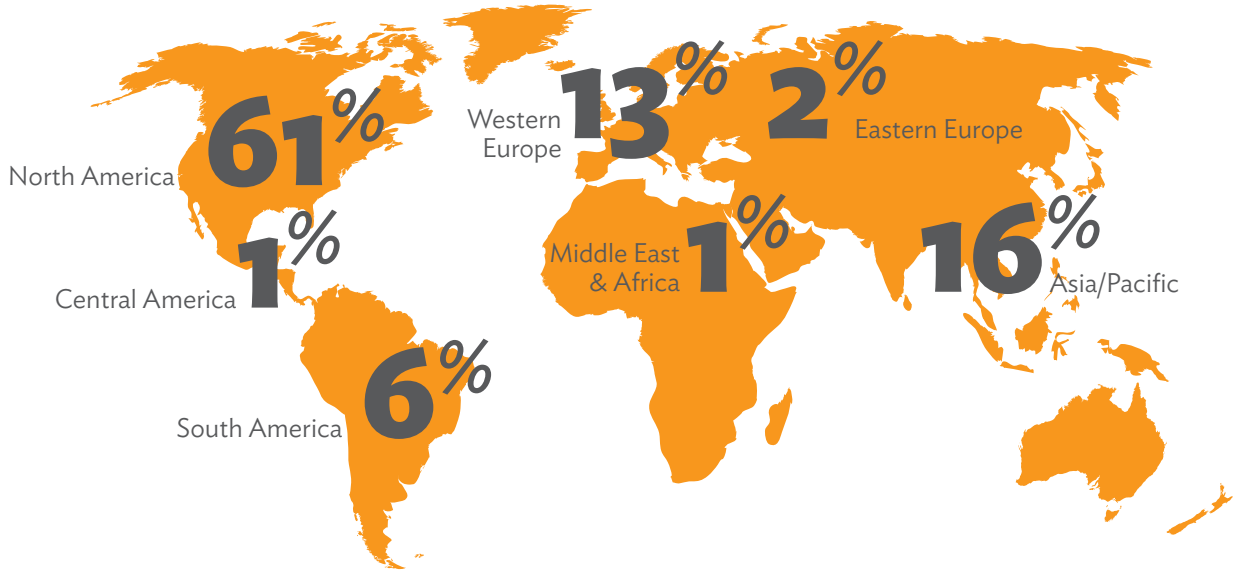 North America
61%
Central America
1%
South America
6%
Western
Europe
13%
2%
Eastern Europe
Middle East
& Africa
1%
16%
Asia/Pacific